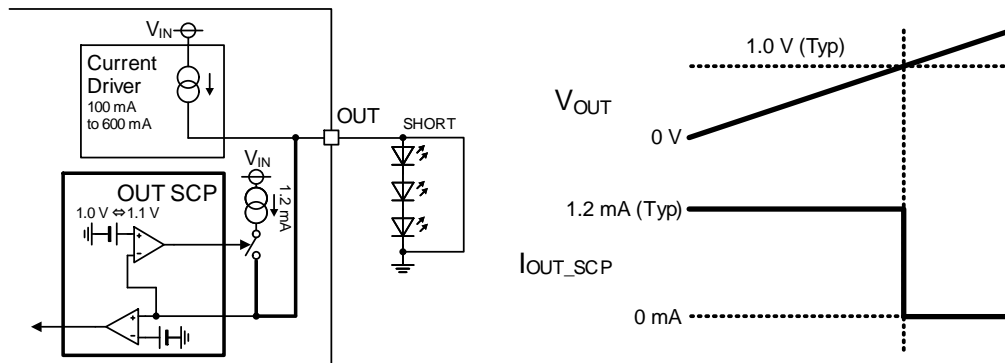 VIN
Current
Driver
100 mA
to 600 mA
OUT
SHORT
VIN
OUT SCP
1.0 V ⇔ 1.1 V
1.2 mA
+
-
+
-
1.0 V (Typ)
VOUT
0 V
1.2 mA (Typ)
IOUT_SCP
0 mA